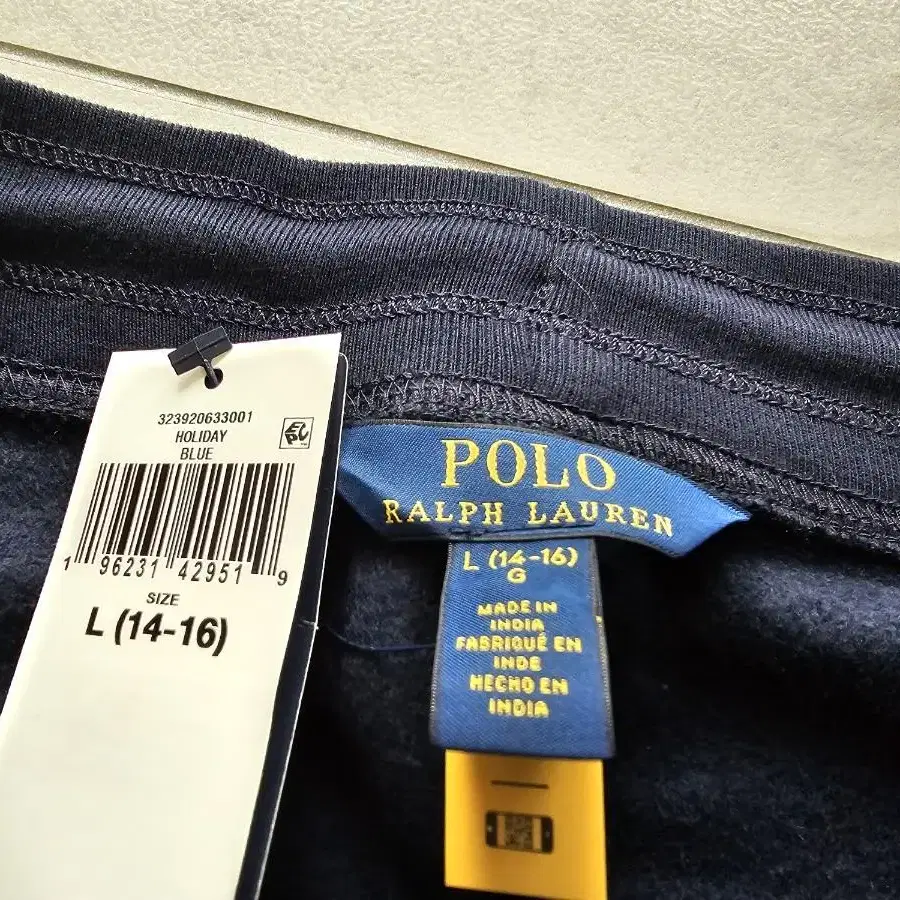 323920633001
HOLIDAY
BLUE
EPC
1 96231 42951 9
SIZE
L (14-16)
POLO
RALPH LAUREN
L (14-16)
G
MADE IN
INDIA
FABRIQUÉ EN
INDE
HECHO EN
INDIA